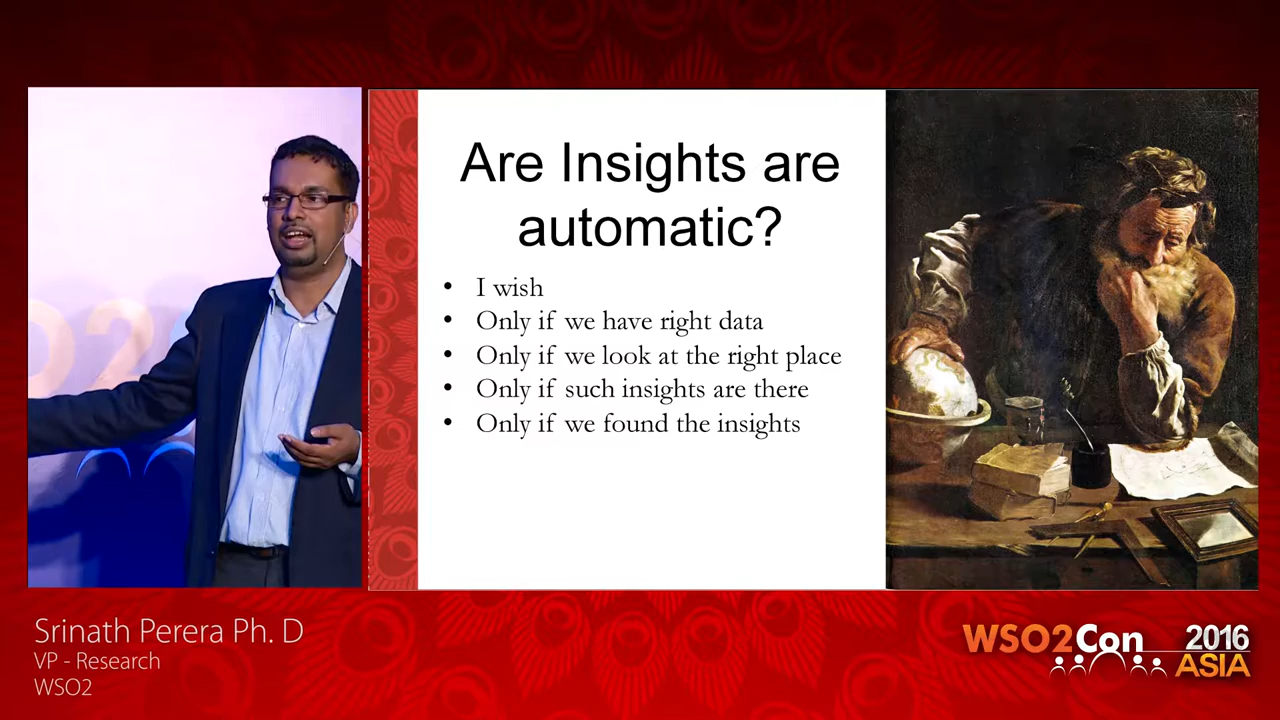 Are Insights are
automatic?
• I wish
• Only if we have right data
• Only if we look at the right place
• Only if such insights are there
• Only if we found the insights
Srinath Perera Ph. D
VP - Research
WSO2
WSO2Con 2016
ASIA
O2